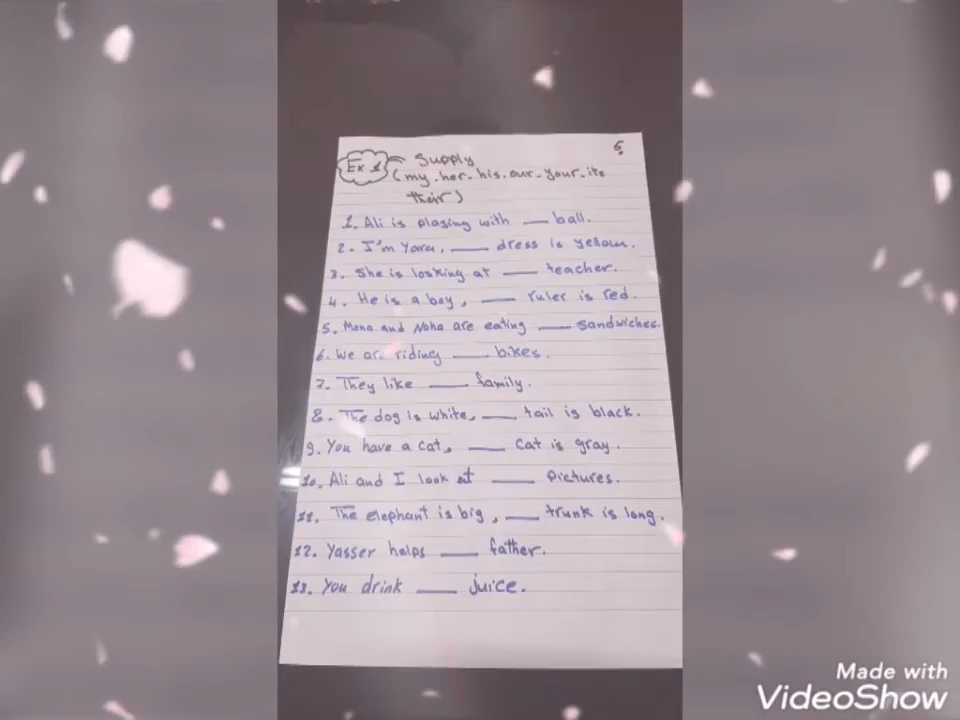 5
Ex 1 Supply
(my.her.his.our.your.its
their)
1. Ali is plasing with ___ ball.
2. I'm Yara, ___ dress is yellow.
3. She is looking at ___ teacher.
4. He is a boy, ___ ruler is red.
5. Mona and Noha are eating ___ sandwiches.
6. We are riding ___ bikes.
7. They like ___ family.
8. The dog is white, ___ tail is black.
9. You have a cat, ___ cat is gray.
10. Ali and I look at ___ pictures.
11. The elephant is big, ___ trunk is long.
12. Yasser helps ___ father.
13. You drink ___ juice.
Made with
VideoShow